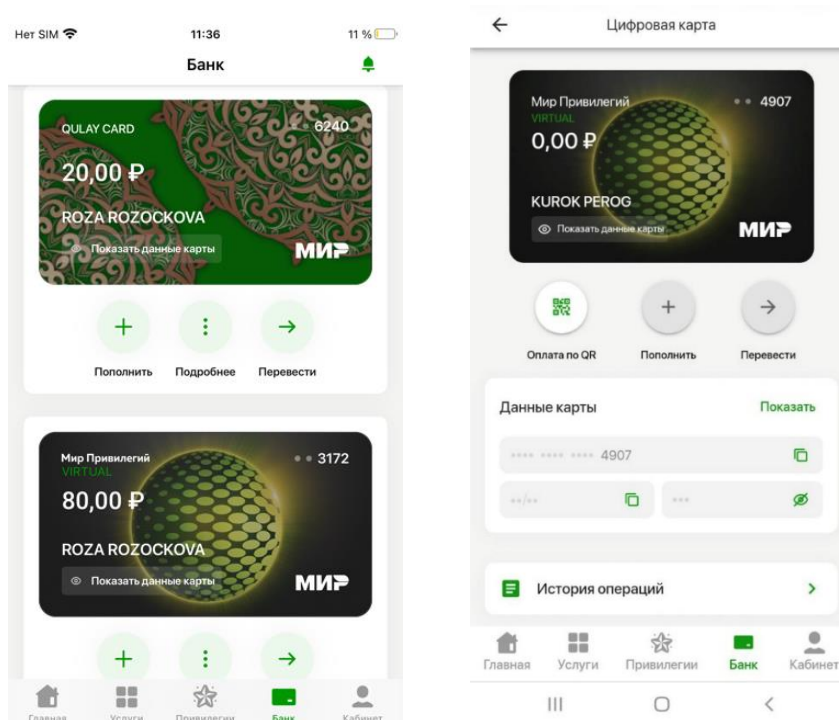 Нет SIM
11:36
11 %
Банк
QULAY CARD
6240
20,00 ₽
ROZA ROZOCKOVA
Показать данные карты
МИР
Пополнить
Подробнее
Перевести
Мир Привилегий
VIRTUAL
3172
80,00 ₽
ROZA ROZOCKOVA
Показать данные карты
МИР
Главная
Услуги
Привилегии
Банк
Кабинет
Цифровая карта
Мир Привилегий
VIRTUAL
4907
0,00 ₽
KUROK PEROG
Показать данные карты
МИР
Оплата по QR
Пополнить
Перевести
Данные карты
Показать
•••• •••• •••• 4907
••/••
•••
История операций
Главная
Услуги
Привилегии
Банк
Кабинет